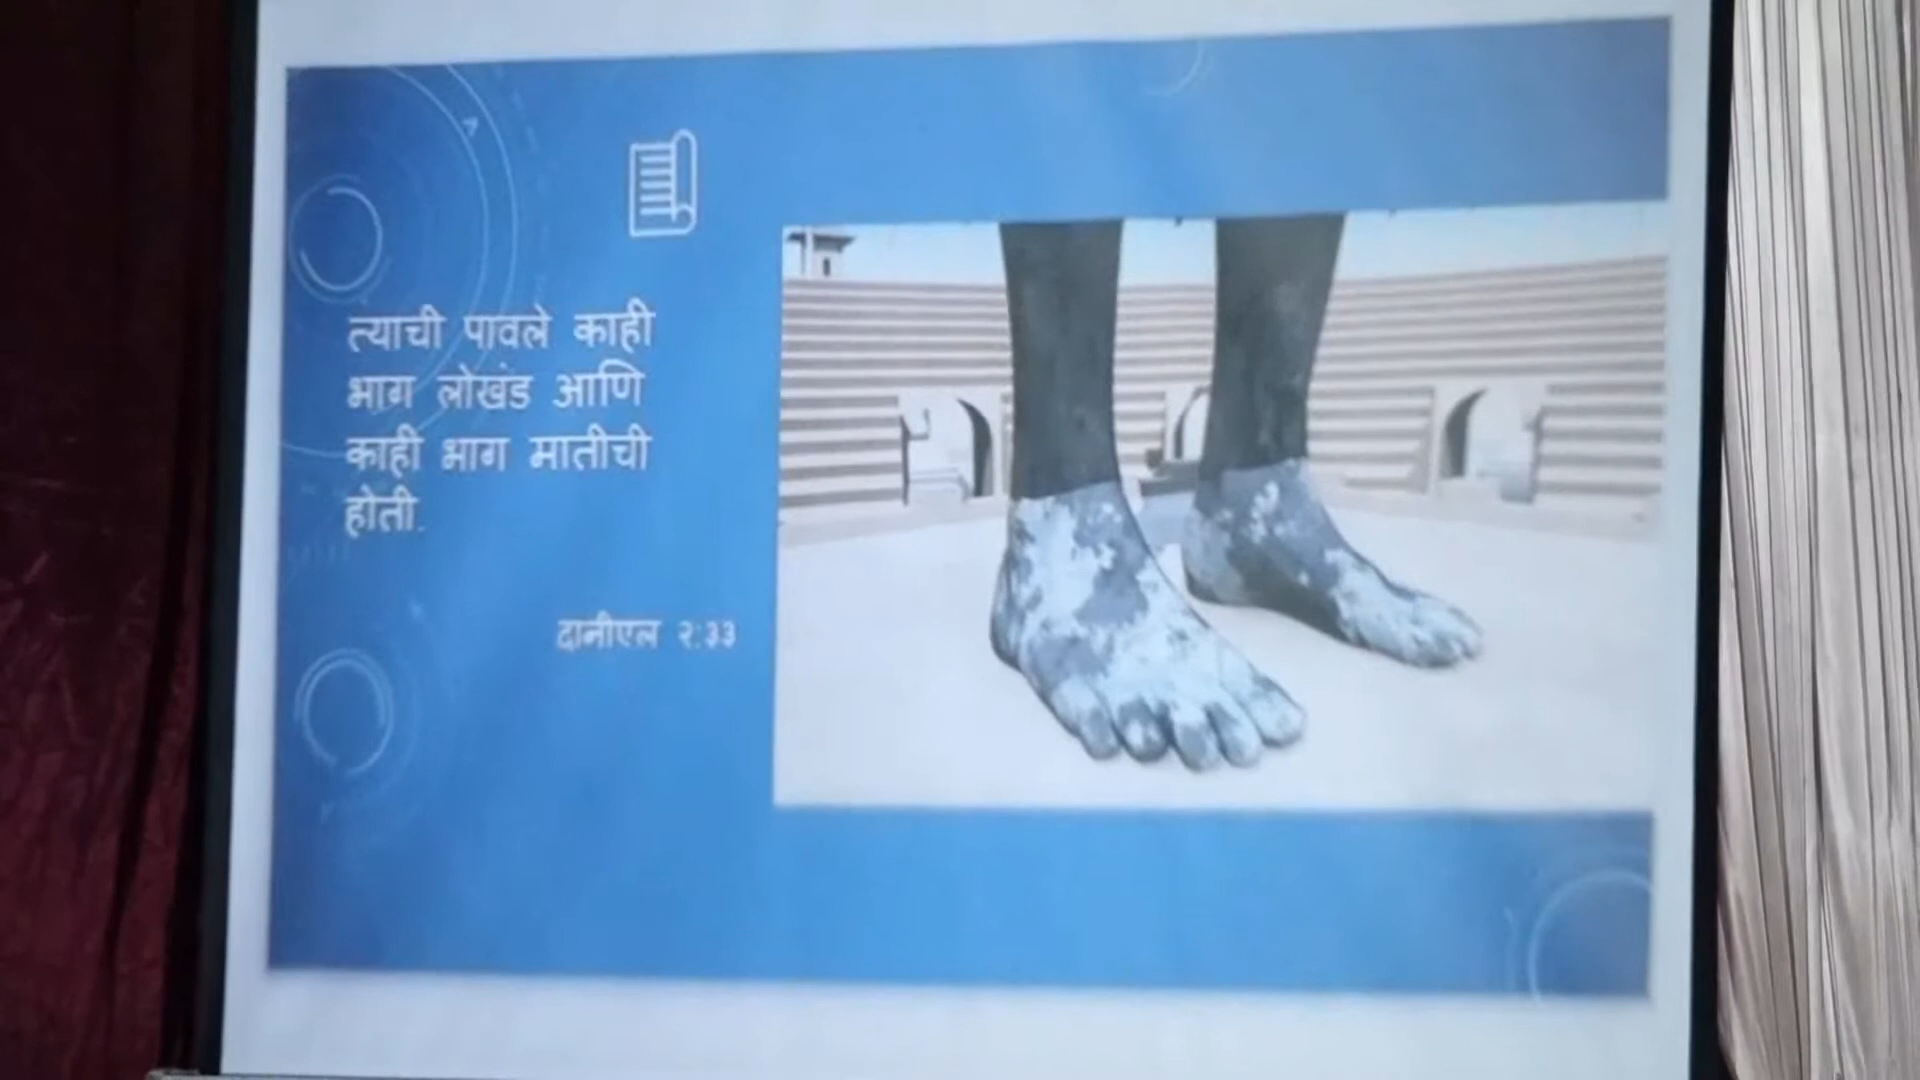 त्याची पावले काही
भाग लोखंड आणि
काही भाग मातीची
होती.
दानीएल २:३३